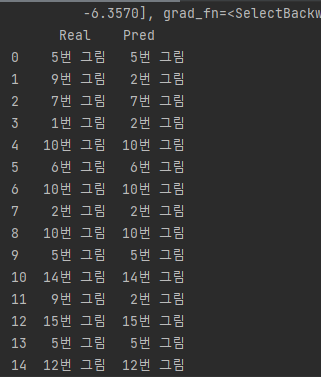 -6.3570], grad_fn=<SelectBackw
Real Pred
0 5번 그림 5번 그림
1 9번 그림 2번 그림
2 7번 그림 7번 그림
3 1번 그림 2번 그림
4 10번 그림 10번 그림
5 6번 그림 6번 그림
6 10번 그림 10번 그림
7 2번 그림 2번 그림
8 10번 그림 10번 그림
9 5번 그림 5번 그림
10 14번 그림 14번 그림
11 9번 그림 2번 그림
12 15번 그림 15번 그림
13 5번 그림 5번 그림
14 12번 그림 12번 그림